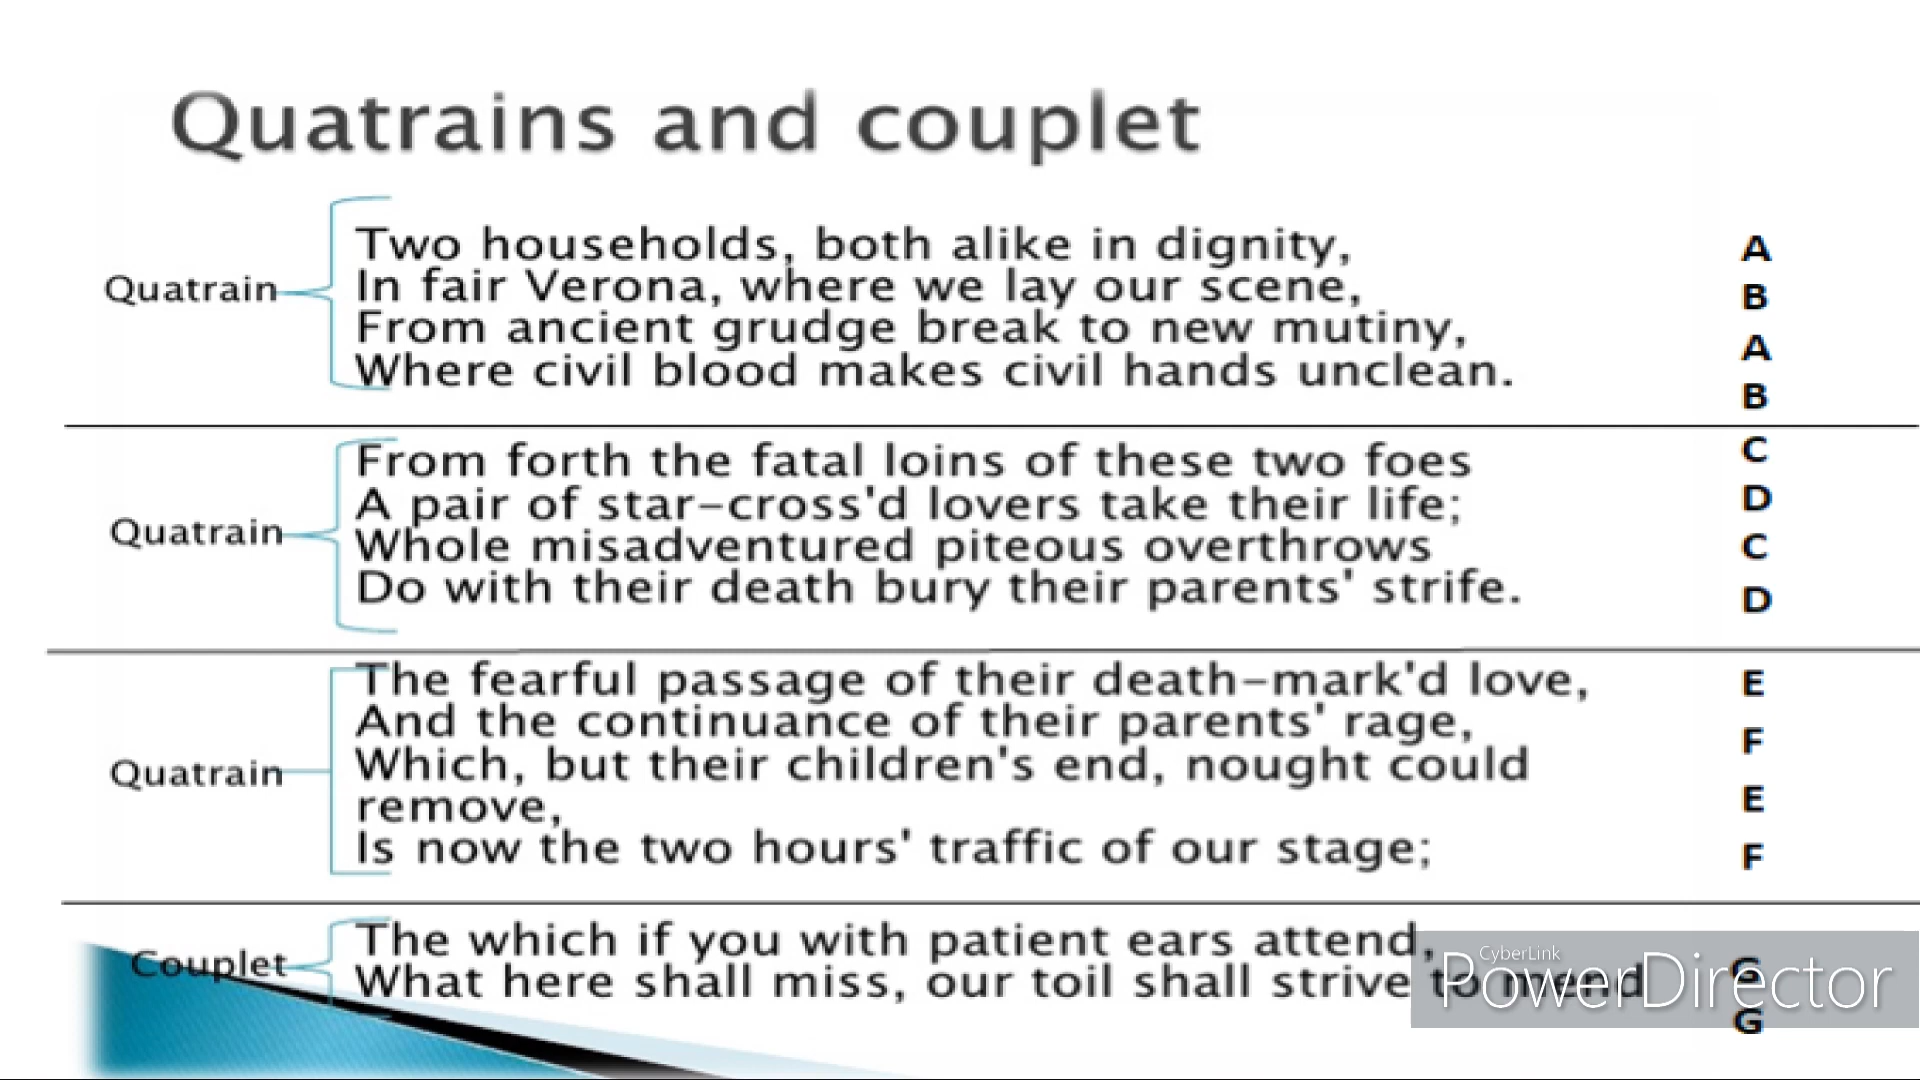 Quatrains and couplet
Quatrain
Two households, both alike in dignity, A
In fair Verona, where we lay our scene, B
From ancient grudge break to new mutiny, A
Where civil blood makes civil hands unclean. B
Quatrain
From forth the fatal loins of these two foes C
A pair of star-cross'd lovers take their life; D
Whole misadventured piteous overthrows C
Do with their death bury their parents' strife. D
Quatrain
The fearful passage of their death-mark'd love, E
And the continuance of their parents' rage, F
Which, but their children's end, nought could
remove, E
Is now the two hours' traffic of our stage; F
Couplet
The which if you with patient ears attend, G
What here shall miss, our toil shall strive to mend G
CyberLink
PowerDirector